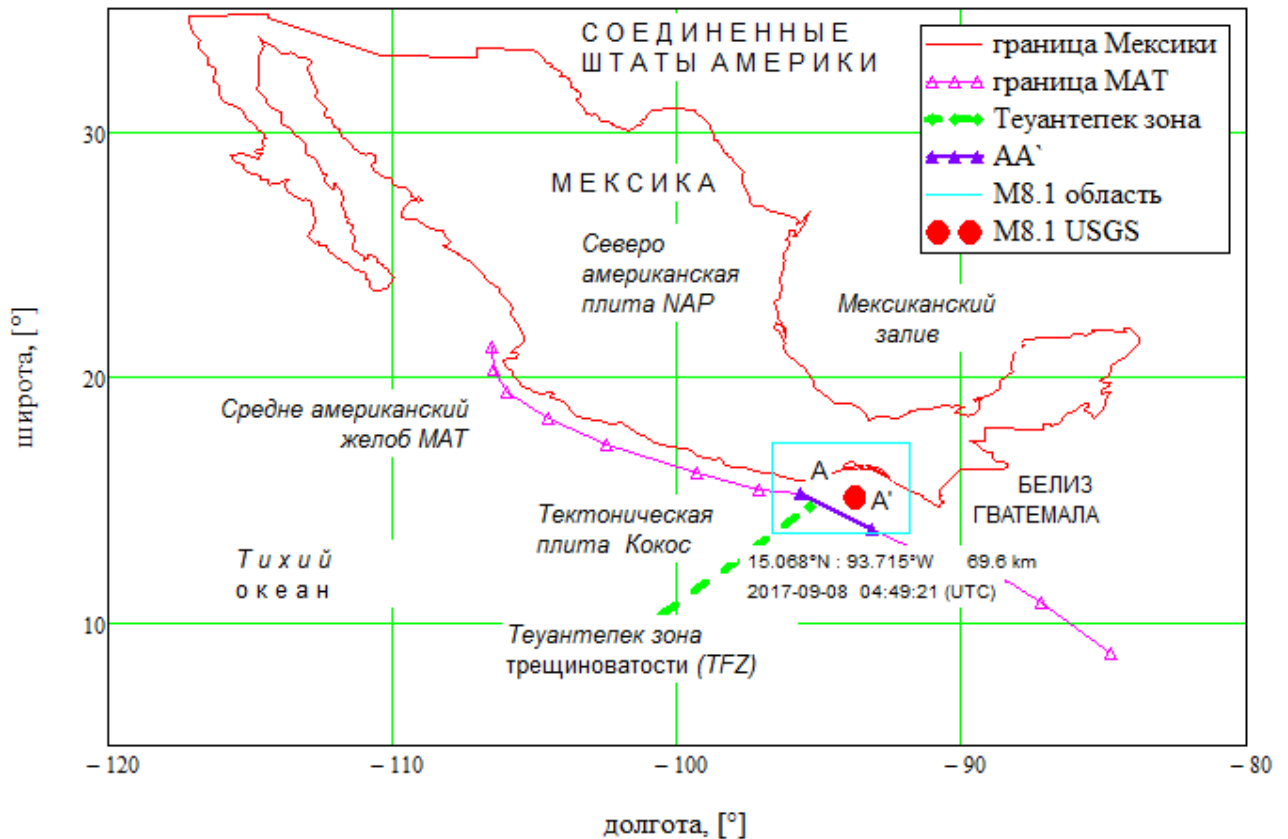 СОЕДИНЕННЫЕ
ШТАТЫ АМЕРИКИ
граница Мексики
граница МАТ
Теуантепек зона
AA`
M8.1 область
M8.1 USGS
МЕКСИКА
Северо
американская
плита NAP
Мексиканский
залив
Средне американский
желоб МАТ
A
A'
БЕЛИЗ
ГВАТЕМАЛА
Тектоническая
плита Кокос
15.068°N : 93.715°W 69.6 km
2017-09-08 04:49:21 (UTC)
Тихий
океан
Теуантепек зона
трещиноватости (TFZ)
30
20
10
широта, [°]
−120
−110
−100
−90
−80
долгота, [°]